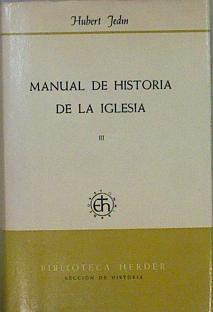 Hubert Jedin
MANUAL DE HISTORIA
DE LA IGLESIA
III
BIBLIOTECA HERDER
SECCIÓN DE HISTORIA